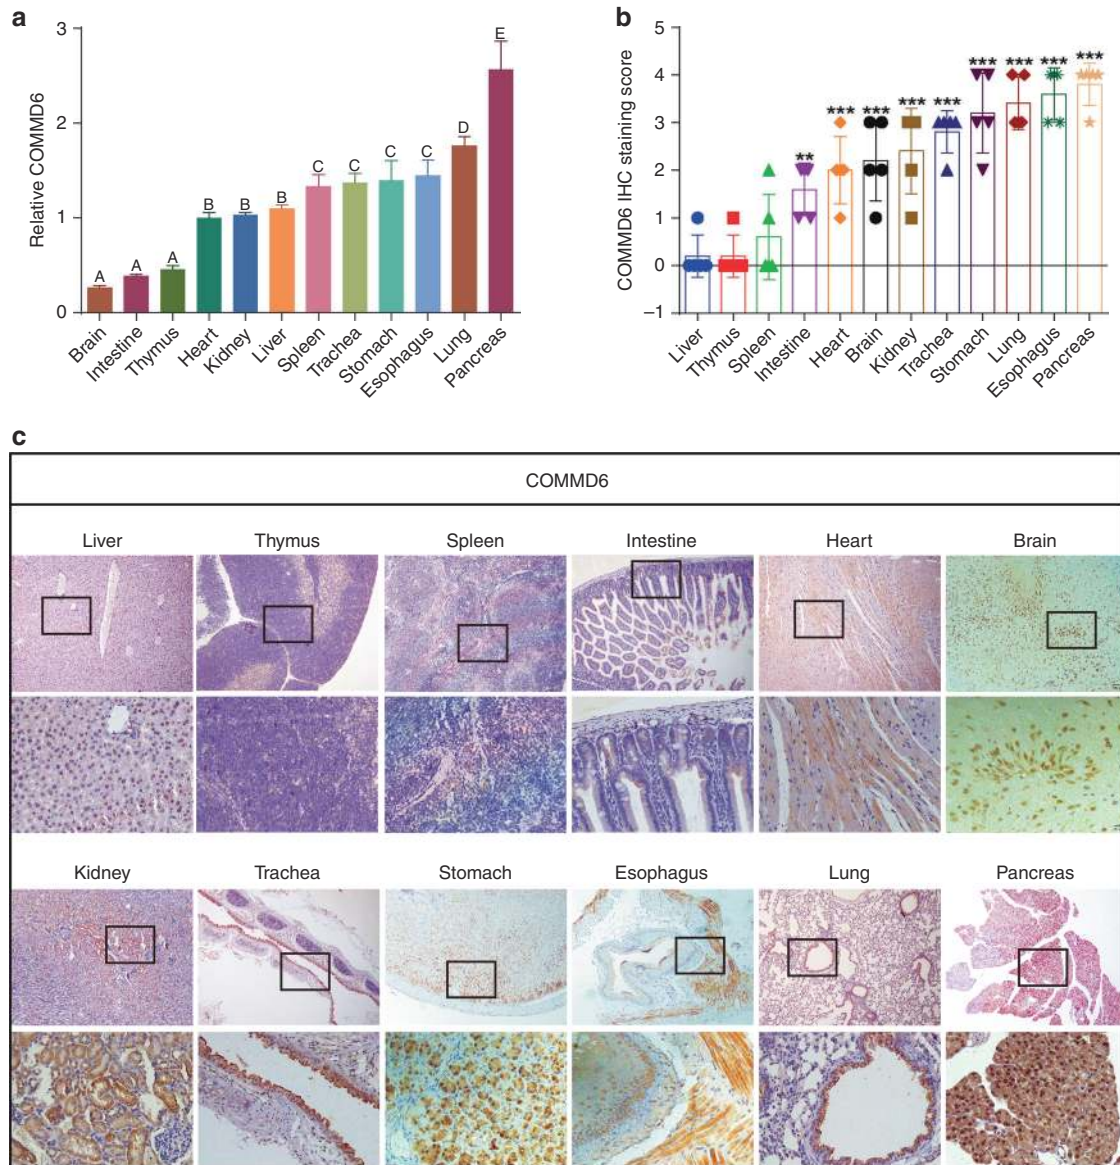 a
3
2
1
0
Relative COMMD6
A
A
A
B
B
B
C
C
C
C
D
E
Brain
Intestine
Thymus
Heart
Kidney
Liver
Spleen
Trachea
Stomach
Esophagus
Lung
Pancreas
b
5
4
3
2
1
0
–1
COMMD6 IHC staining score
**
***
***
***
***
***
***
***
***
Liver
Thymus
Spleen
Intestine
Heart
Brain
Kidney
Trachea
Stomach
Lung
Esophagus
Pancreas
c
COMMD6
Liver Thymus Spleen Intestine Heart Brain
Kidney Trachea Stomach Esophagus Lung Pancreas